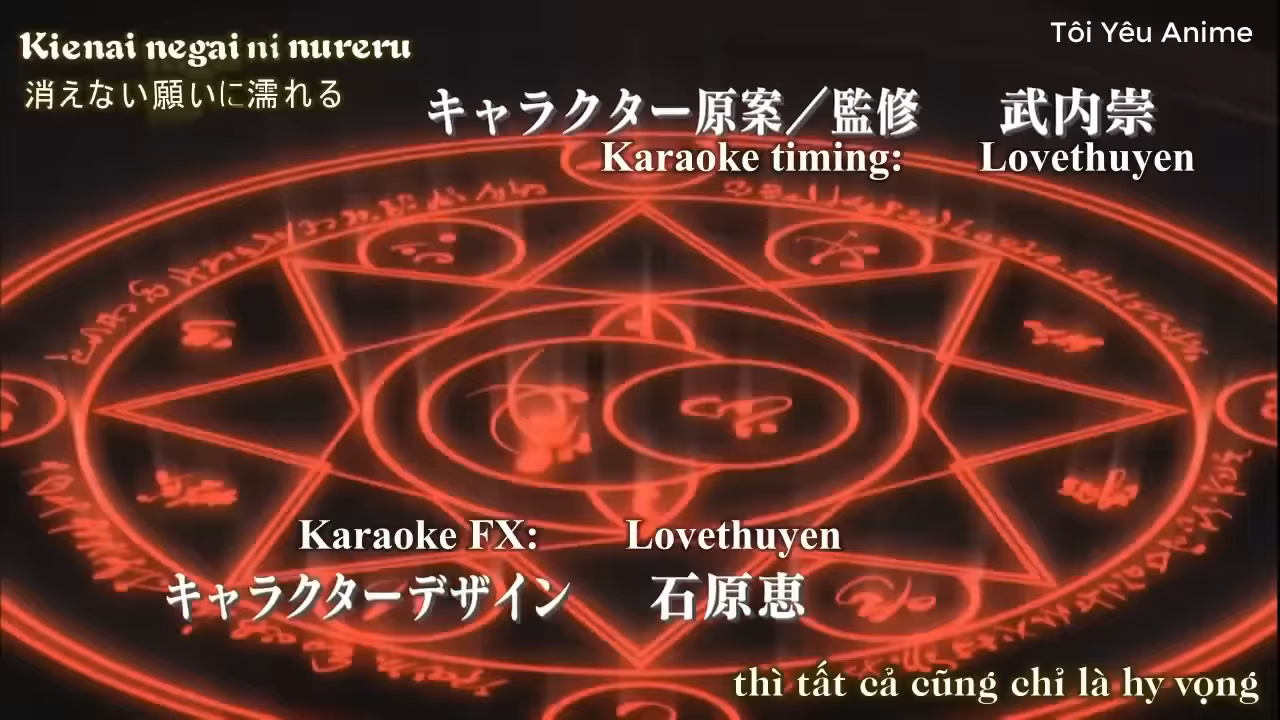 Kienai negai ni nureru
Tôi Yêu Anime
消えない願いに濡れる
キャラクター原案／監修 武内崇
Karaoke timing: Lovethuyen
Karaoke FX: Lovethuyen
キャラクターデザイン 石原恵
thì tất cả cũng chỉ là hy vọng